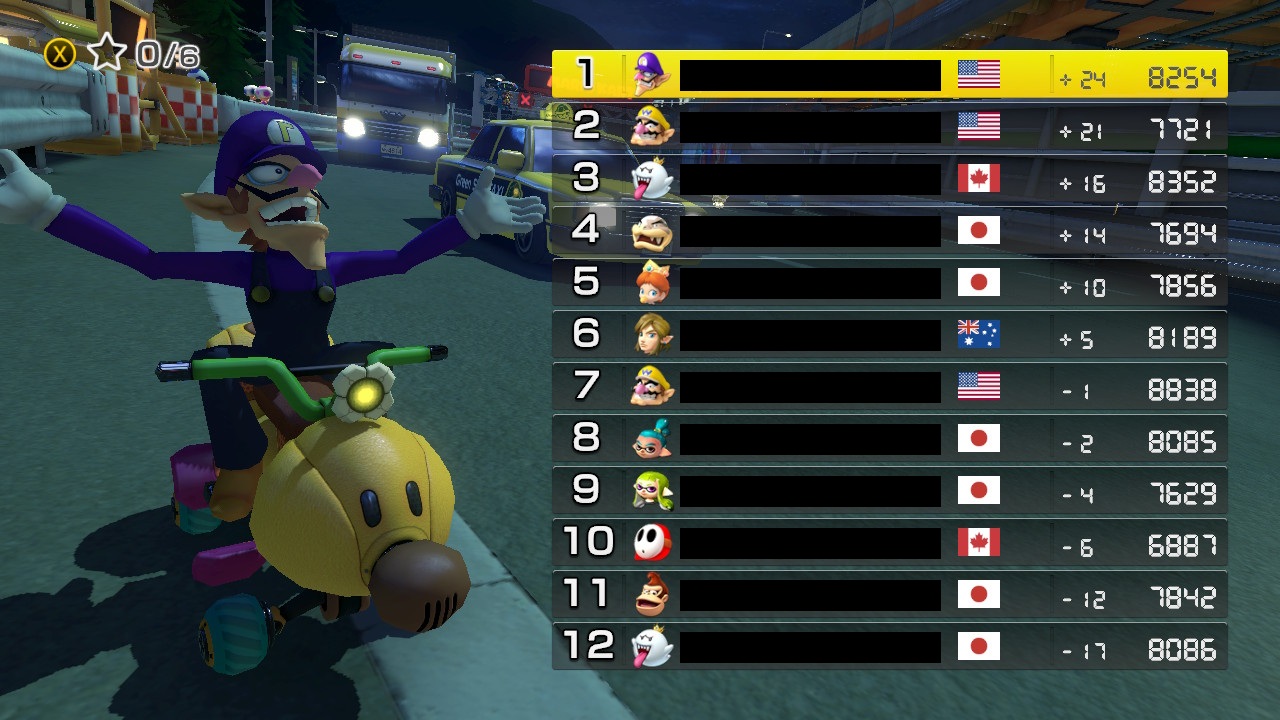 X 0/6
1 + 24 8254
2 + 21 7721
3 + 16 8352
4 + 14 7694
5 + 10 7856
6 + 5 8189
7 - 1 8838
8 - 2 8085
9 - 4 7629
10 - 6 6887
11 - 12 7842
12 - 17 8086
Green TAXI